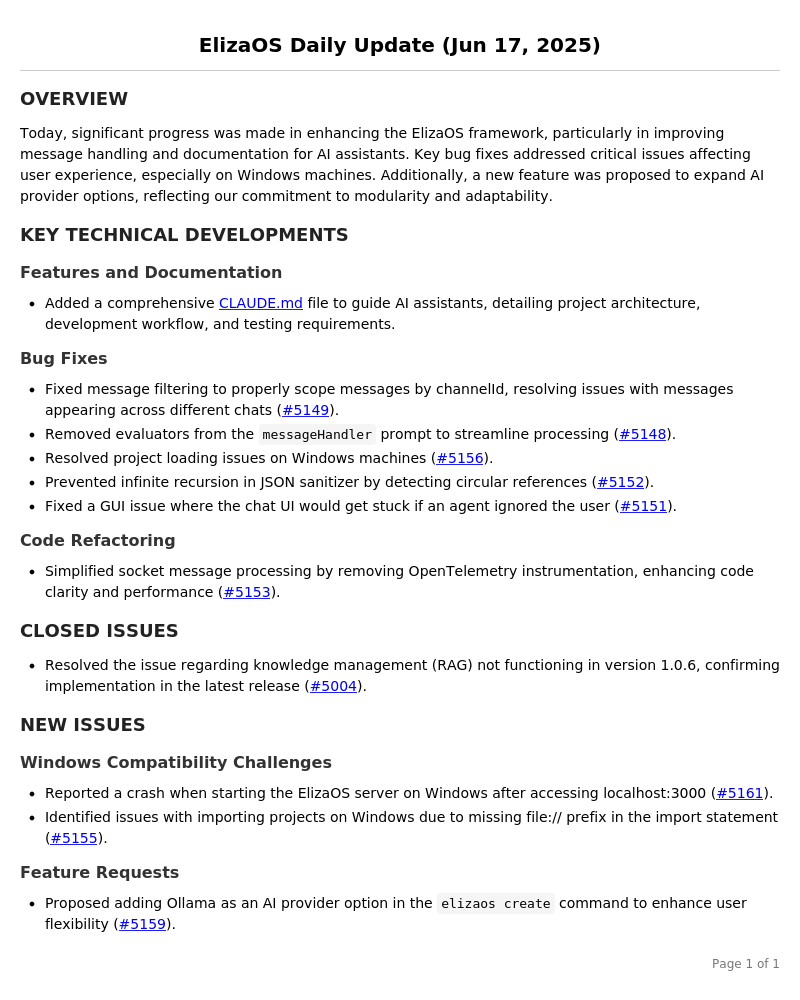 ElizaOS Daily Update (Jun 17, 2025)
OVERVIEW
Today, significant progress was made in enhancing the ElizaOS framework, particularly in improving
message handling and documentation for AI assistants. Key bug fixes addressed critical issues affecting
user experience, especially on Windows machines. Additionally, a new feature was proposed to expand AI
provider options, reflecting our commitment to modularity and adaptability.
KEY TECHNICAL DEVELOPMENTS
Features and Documentation
• Added a comprehensive CLAUDE.md file to guide AI assistants, detailing project architecture,
development workflow, and testing requirements.
Bug Fixes
• Fixed message filtering to properly scope messages by channelId, resolving issues with messages
appearing across different chats (#5149).
• Removed evaluators from the messageHandler prompt to streamline processing (#5148).
• Resolved project loading issues on Windows machines (#5156).
• Prevented infinite recursion in JSON sanitizer by detecting circular references (#5152).
• Fixed a GUI issue where the chat UI would get stuck if an agent ignored the user (#5151).
Code Refactoring
• Simplified socket message processing by removing OpenTelemetry instrumentation, enhancing code
clarity and performance (#5153).
CLOSED ISSUES
• Resolved the issue regarding knowledge management (RAG) not functioning in version 1.0.6, confirming
implementation in the latest release (#5004).
NEW ISSUES
Windows Compatibility Challenges
• Reported a crash when starting the ElizaOS server on Windows after accessing localhost:3000 (#5161).
• Identified issues with importing projects on Windows due to missing file:// prefix in the import statement
(#5155).
Feature Requests
• Proposed adding Ollama as an AI provider option in the elizaos create command to enhance user
flexibility (#5159).
Page 1 of 1